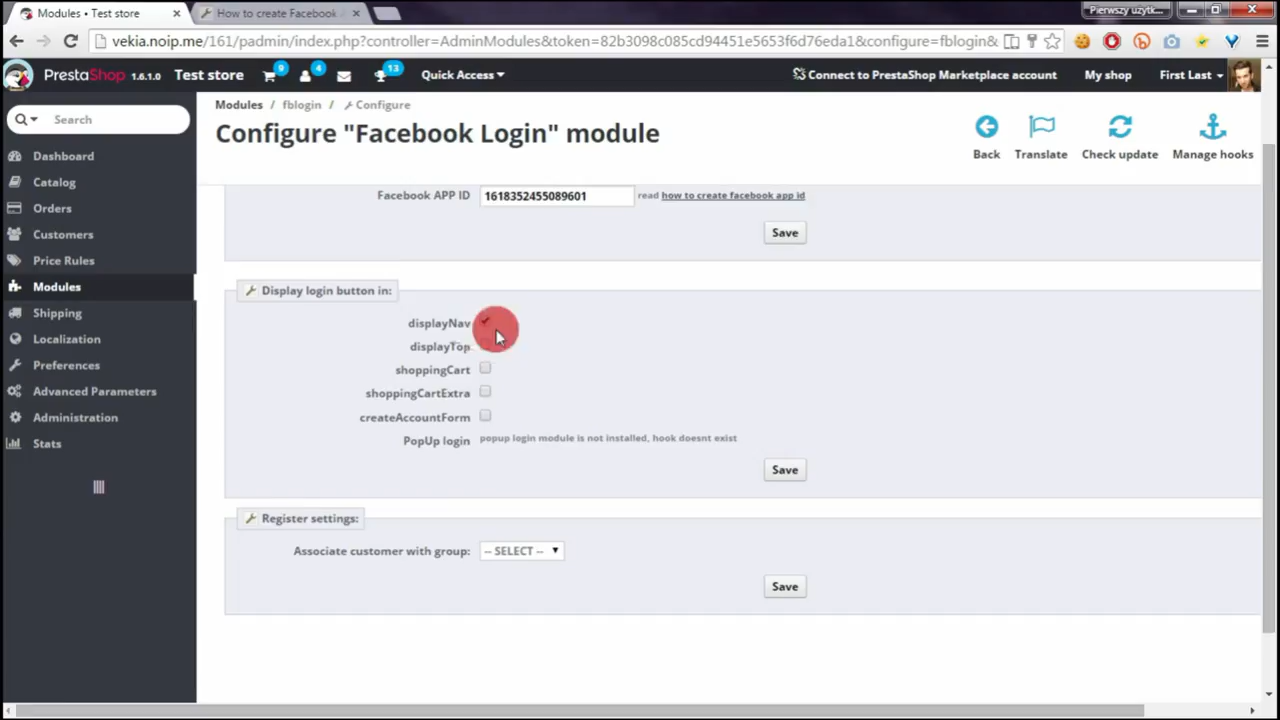 Modules • Test store
How to create Facebook A
Pierwszy użytk...
vekia.noip.me/161/padmin/index.php?controller=AdminModules&token=82b3098c085cd94451e5653f6d76eda1&configure=fblogin&
PrestaShop 1.6.1.0 Test store 9 4 13 Quick Access
Connect to PrestaShop Marketplace account My shop First Last
Search
Dashboard
Catalog
Orders
Customers
Price Rules
Modules
Shipping
Localization
Preferences
Advanced Parameters
Administration
Stats
Modules / fblogin / Configure
Configure "Facebook Login" module
Back Translate Check update Manage hooks
Facebook APP ID 1618352455089601 read how to create facebook app id
Save
Display login button in:
displayNav
displayTop
shoppingCart
shoppingCartExtra
createAccountForm
PopUp login popup login module is not installed, hook doesnt exist
Save
Register settings:
Associate customer with group: -- SELECT --
Save